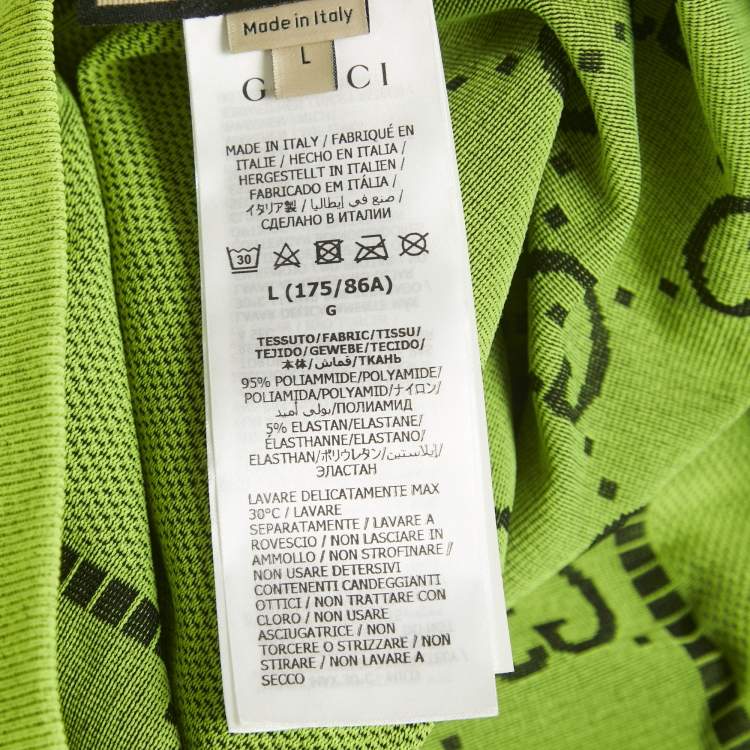 Made in Italy
L
GUCCI
MADE IN ITALY / FABRIQUÉ EN
ITALIE / HECHO EN ITALIA /
HERGESTELLT IN ITALIEN /
FABRICADO EM ITÁLIA /
イタリア製 / صنع في إيطاليا /
СДЕЛАНО В ИТАЛИИ
30
L (175/86A)
G
TESSUTO/FABRIC/TISSU/
TEJIDO/GEWEBE/TECIDO/
本体/قماش/ТКАНЬ
95% POLIAMMIDE/POLYAMIDE/
POLIAMIDA/POLYAMID/ナイロン/
بولي أميد/ПОЛИАМИД
5% ELASTAN/ELASTANE/
ÉLASTHANNE/ELASTANO/
ELASTHAN/ポリウレタン/إيلاستين/
ЭЛАСТАН
LAVARE DELICATAMENTE MAX
30°C / LAVARE
SEPARATAMENTE / LAVARE A
ROVESCIO / NON LASCIARE IN
AMMOLLO / NON STROFINARE //
NON USARE DETERSIVI
CONTENENTI CANDEGGIANTI
OTTICI / NON TRATTARE CON
CLORO / NON USARE
ASCIUGATRICE / NON
TORCERE O STRIZZARE / NON
STIRARE / NON LAVARE A
SECCO